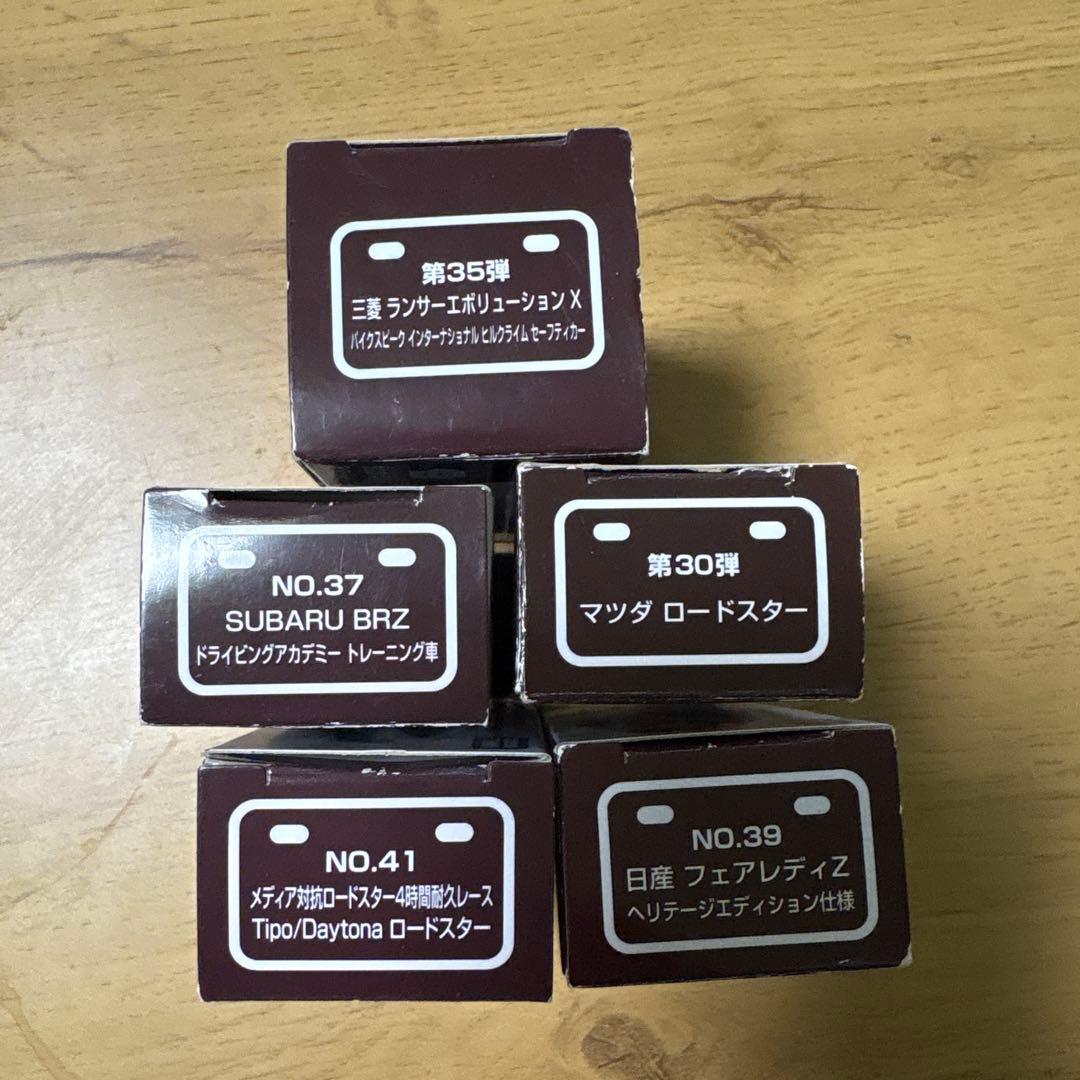 第35弾
三菱 ランサーエボリューション X
パイクスピーク インターナショナル ヒルクライム セーフティカー
NO.37
SUBARU BRZ
ドライビングアカデミー トレーニング車
第30弾
マツダ ロードスター
NO.41
メディア対抗ロードスター4時間耐久レース
Tipo/Daytona ロードスター
NO.39
日産 フェアレディZ
ヘリテージエディション仕様